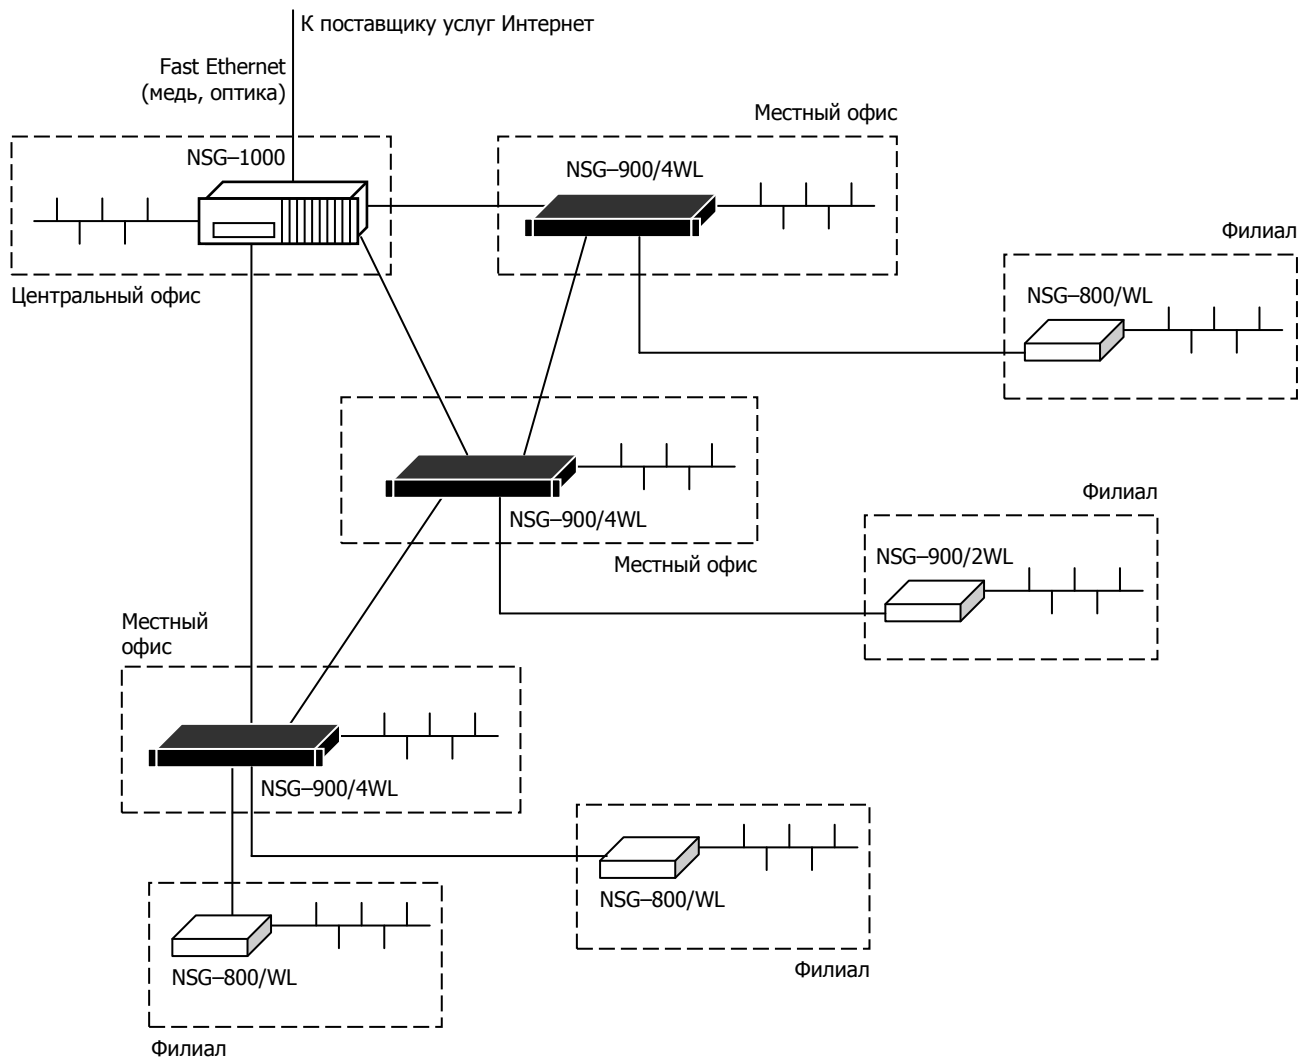 К поставщику услуг Интернет
Fast Ethernet
(медь, оптика)
Местный офис
NSG–1000
NSG–900/4WL
Филиал
Центральный офис
NSG–800/WL
Филиал
NSG–900/4WL
NSG–900/2WL
Местный офис
Местный
офис
NSG–900/4WL
NSG–800/WL
Филиал
NSG–800/WL
Филиал